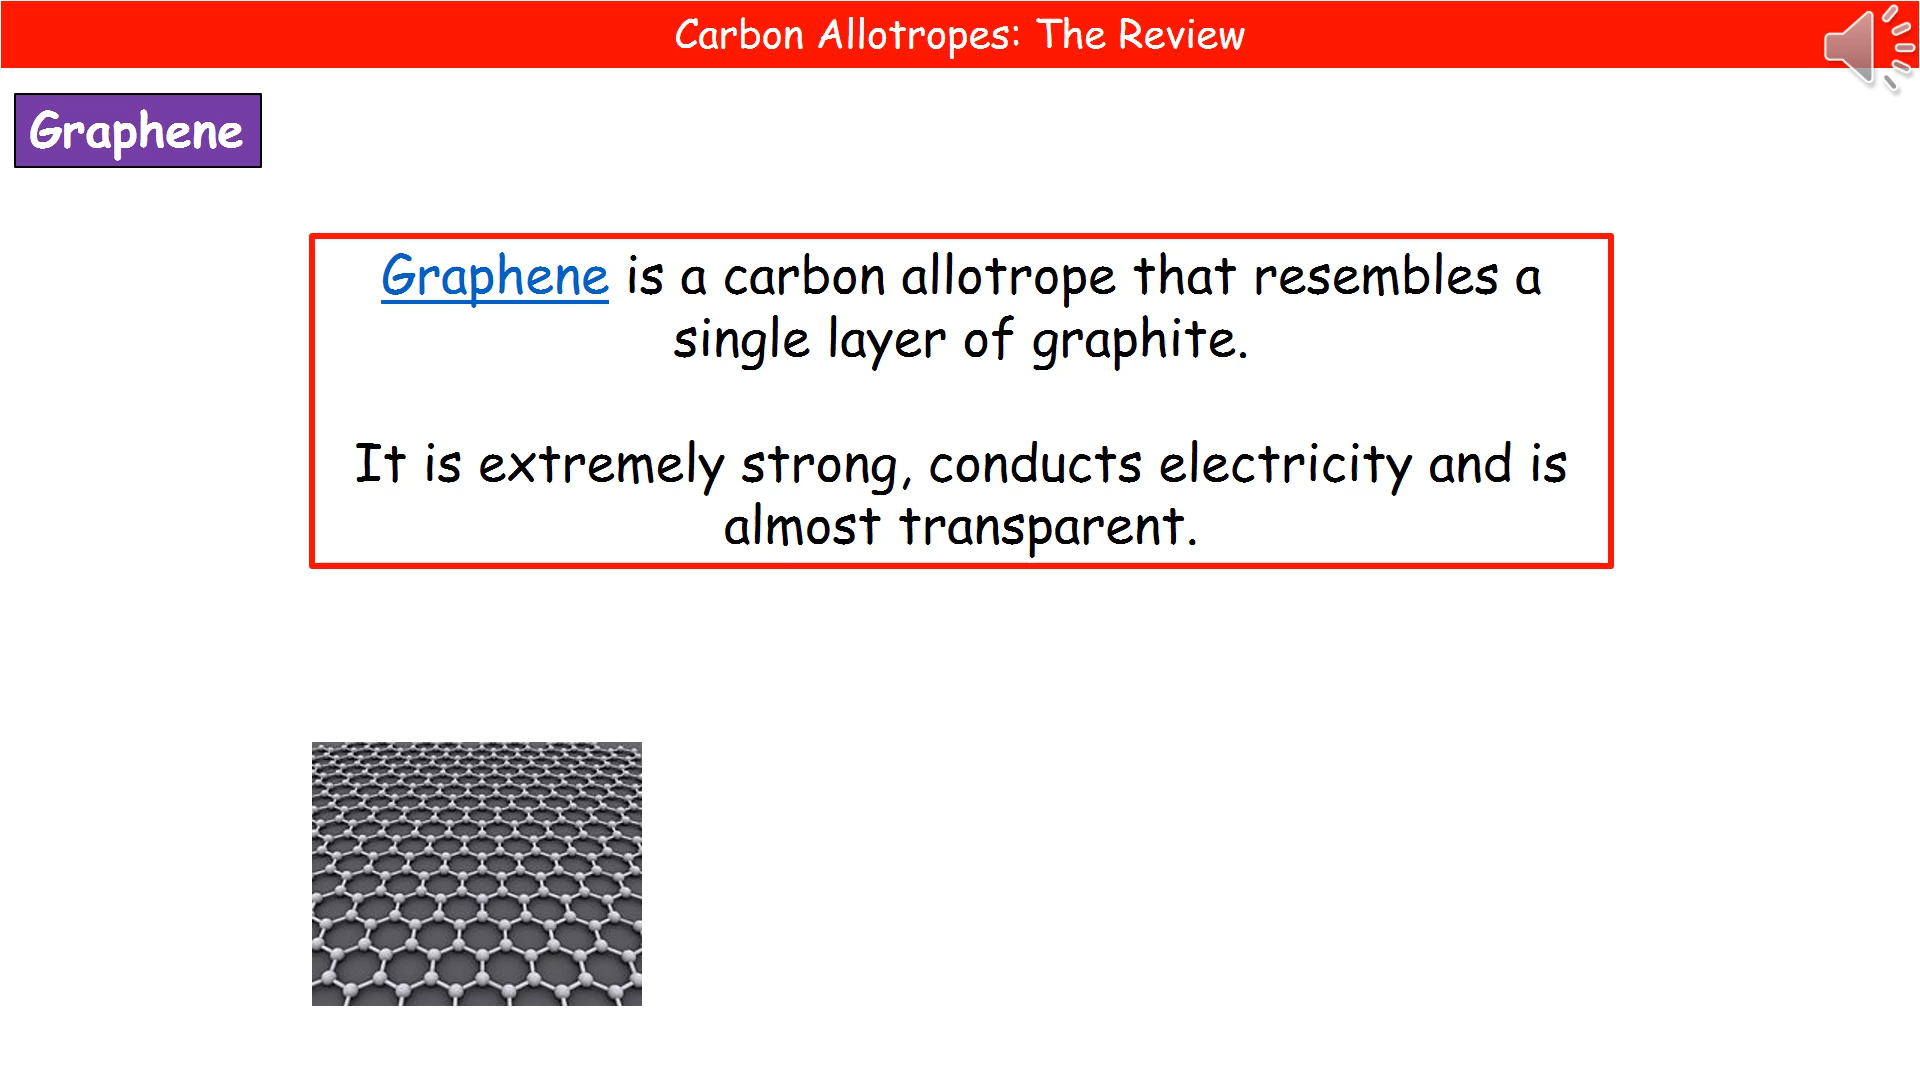 Carbon Allotropes: The Review
Graphene
Graphene is a carbon allotrope that resembles a
single layer of graphite.
It is extremely strong, conducts electricity and is
almost transparent.